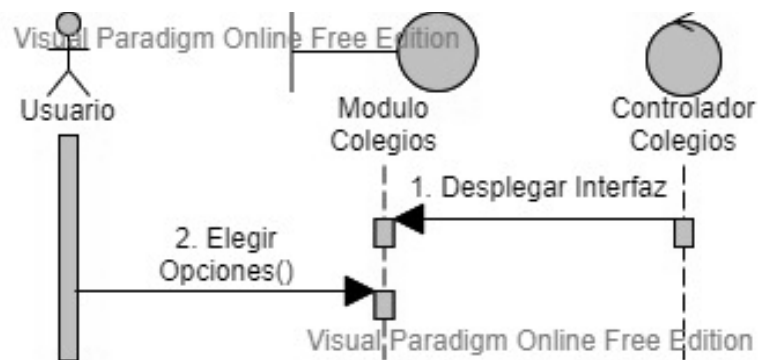 Visual Paradigm Online Free Edition
Usuario
Modulo
Colegios
Controlador
Colegios
1. Desplegar Interfaz
2. Elegir
Opciones()
Visual Paradigm Online Free Edition